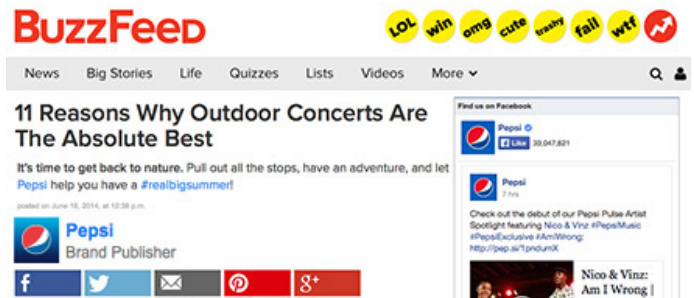 BuzzFeed
LOL win omg cute trashy fail wtf
News Big Stories Life Quizzes Lists Videos More
11 Reasons Why Outdoor Concerts Are
The Absolute Best
It's time to get back to nature. Pull out all the stops, have an adventure, and let
Pepsi help you have a #realbigsummer!
posted on June 16, 2014, at 12:38 p.m.
Pepsi
Brand Publisher
f 8+
Find us on Facebook
Pepsi
Like 33,047,821
Pepsi
7 hrs
Check out the debut of our Pepsi Pulse Artist
Spotlight featuring Nico & Vinz #PepsiMusic
#PepsiExclusive #AmIWrong:
http://pep.si/1pndumX
Nico & Vinz:
Am I Wrong |